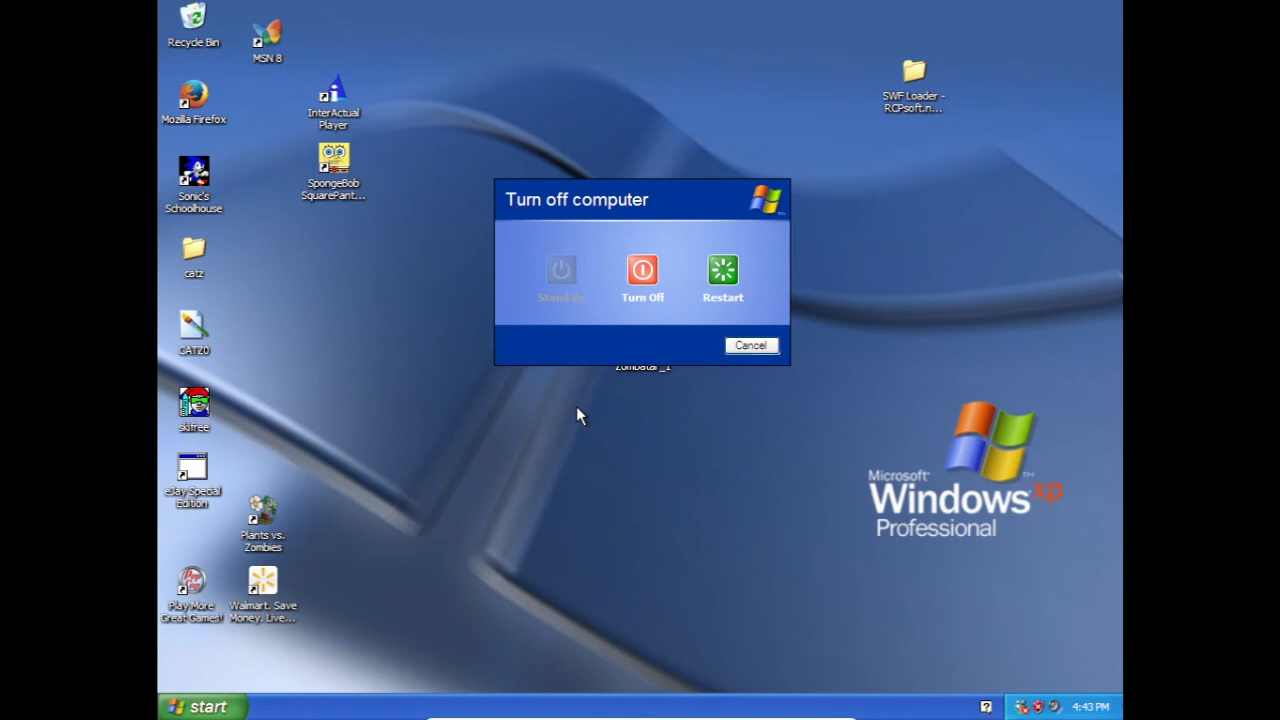 Recycle Bin
MSN 8
Mozilla Firefox
InterActual
Player
SWF Loader -
RCPsoft.n...
Sonic's
Schoolhouse
SpongeBob
SquarePant...
catz
CATZ0
skifree
eJay Special
Edition
Plants vs.
Zombies
Play More
Great Games!
Walmart. Save
Money. Live...
Turn off computer
Stand By
Turn Off
Restart
Cancel
Zombatar_1
Microsoft
Windows xp
Professional
TM
start
4:43 PM